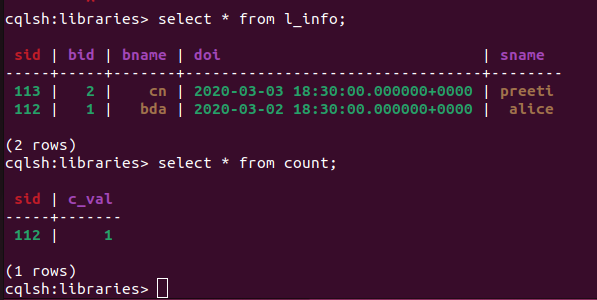 cqlsh:libraries> select * from l_info;
sid | bid | bname | doi | sname
-----+-----+-------+---------------------------------+--------
113 | 2 | cn | 2020-03-03 18:30:00.000000+0000 | preeti
112 | 1 | bda | 2020-03-02 18:30:00.000000+0000 | alice
(2 rows)
cqlsh:libraries> select * from count;
sid | c_val
-----+-------
112 | 1
(1 rows)
cqlsh:libraries>